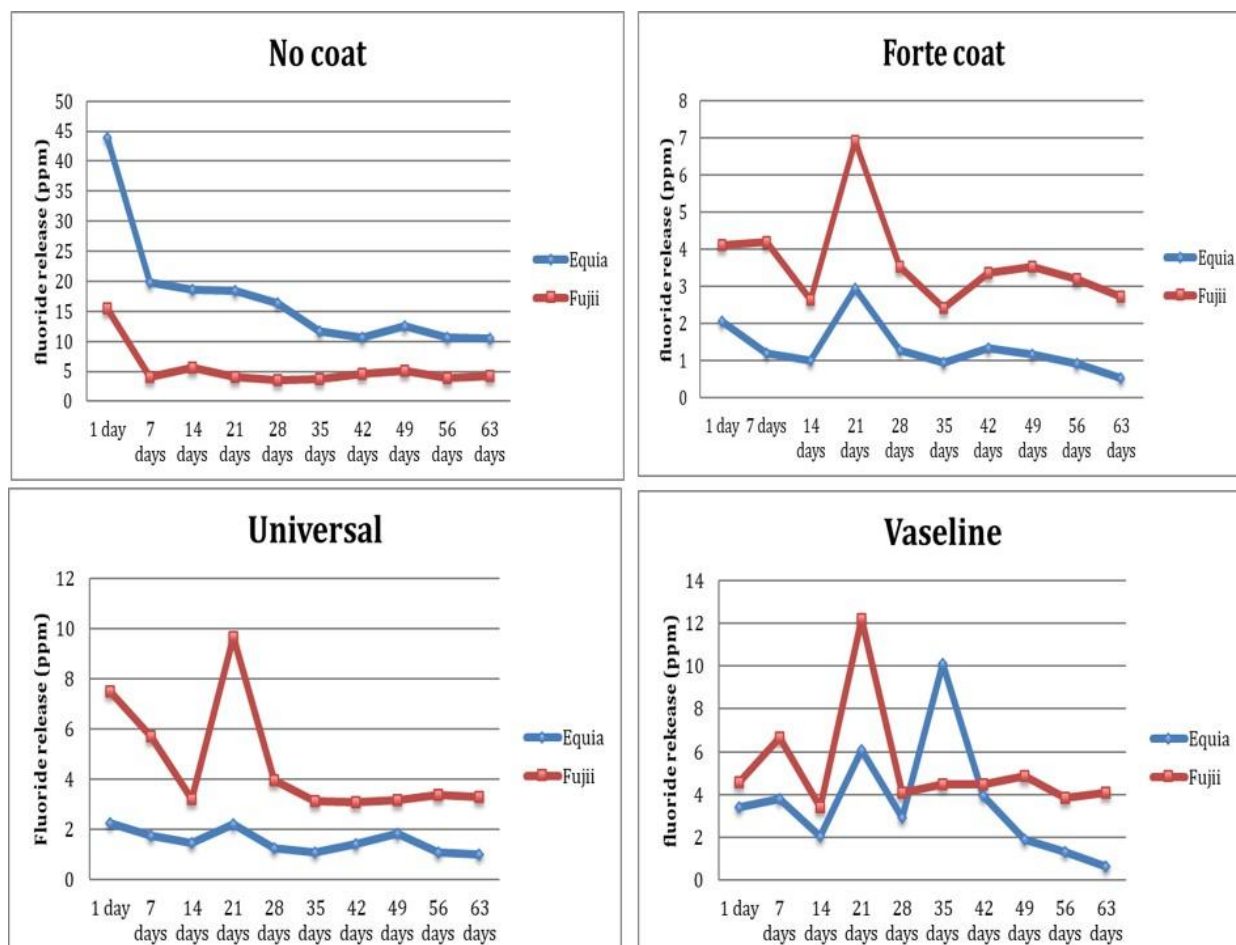 No coat
fluoride release (ppm)
50
45
40
35
30
25
20
15
10
5
0
1 day 7 days 14 days 21 days 28 days 35 days 42 days 49 days 56 days 63 days
Equia
Fujii
Forte coat
fluoride release (ppm)
8
7
6
5
4
3
2
1
0
1 day 7 days 14 days 21 days 28 days 35 days 42 days 49 days 56 days 63 days
Equia
Fujii
Universal
Fluoride release (ppm)
12
10
8
6
4
2
0
1 day 7 days 14 days 21 days 28 days 35 days 42 days 49 days 56 days 63 days
Equia
Fujii
Vaseline
fluoride rekease (ppm)
14
12
10
8
6
4
2
0
1 day 7 days 14 days 21 days 28 days 35 days 42 days 49 days 56 days 63 days
Equia
Fujii